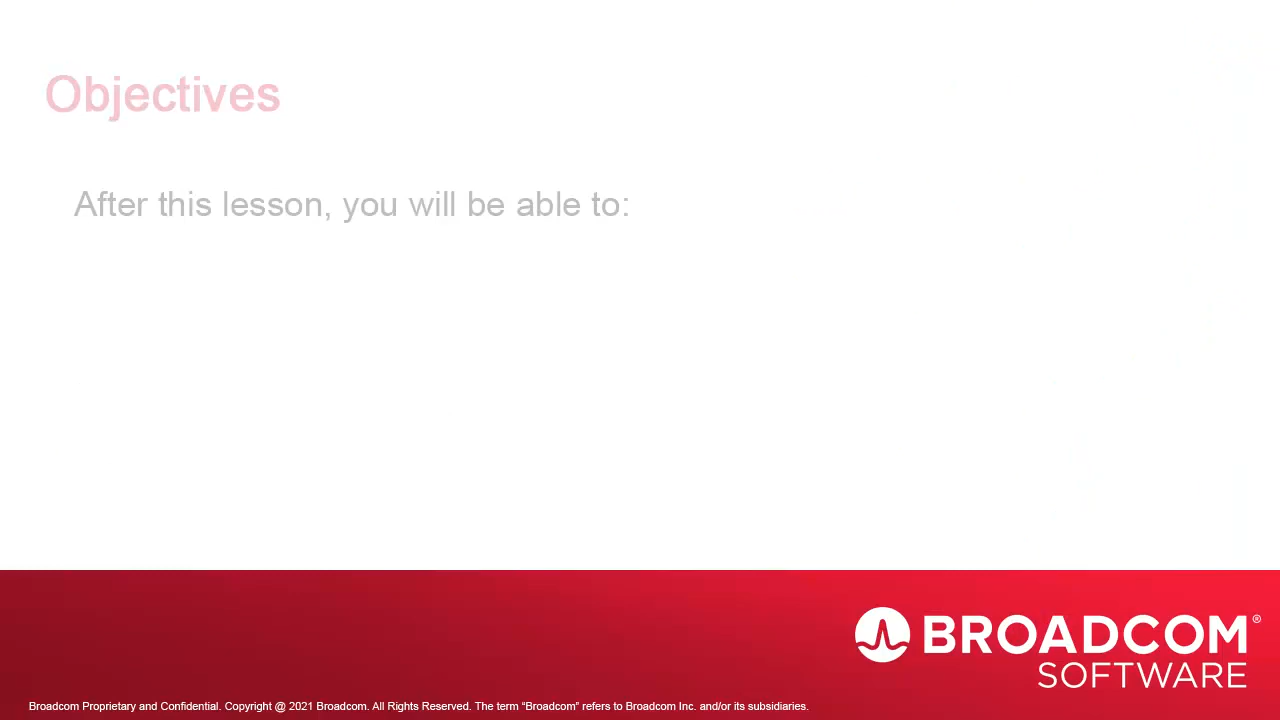 Objectives
After this lesson, you will be able to:
BROADCOM®
SOFTWARE
Broadcom Proprietary and Confidential. Copyright @ 2021 Broadcom. All Rights Reserved. The term “Broadcom” refers to Broadcom Inc. and/or its subsidiaries.